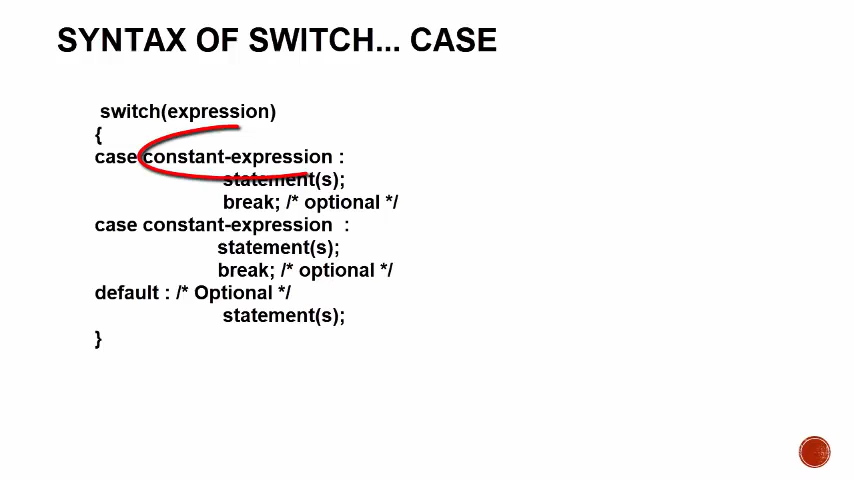 SYNTAX OF SWITCH... CASE
switch(expression)
{
case constant-expression :
statement(s);
break; /* optional */
case constant-expression  :
statement(s);
break; /* optional */
default : /* Optional */
statement(s);
}